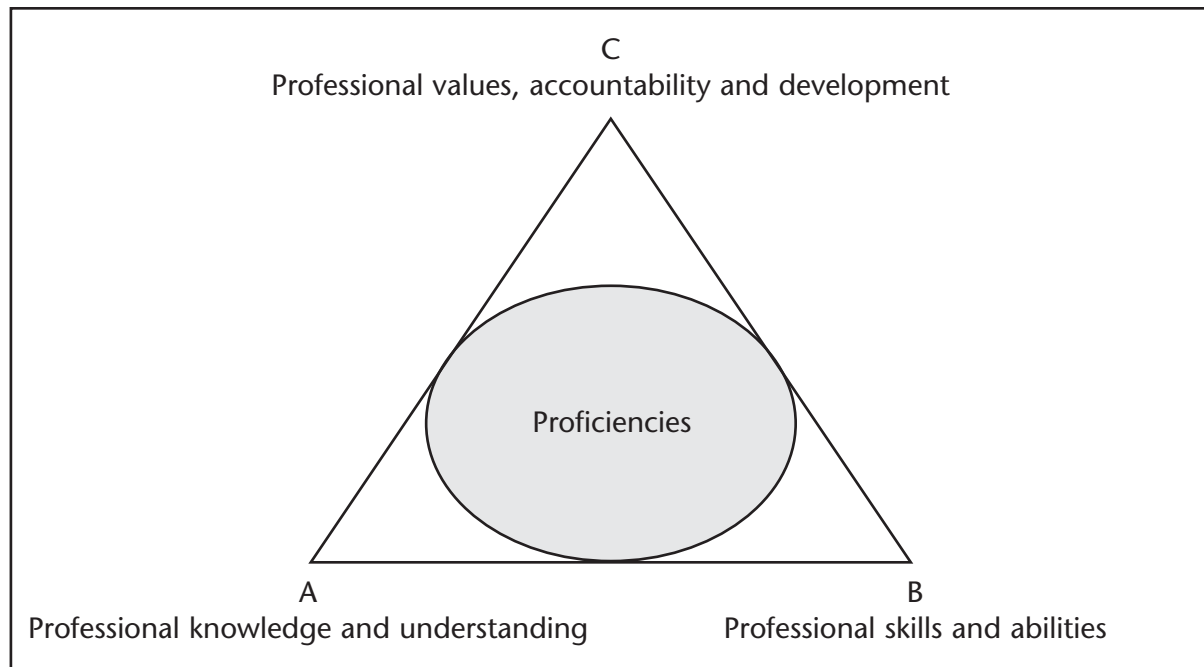 C
Professional values, accountability and development
Proficiencies
A
B
Professional knowledge and understanding
Professional skills and abilities